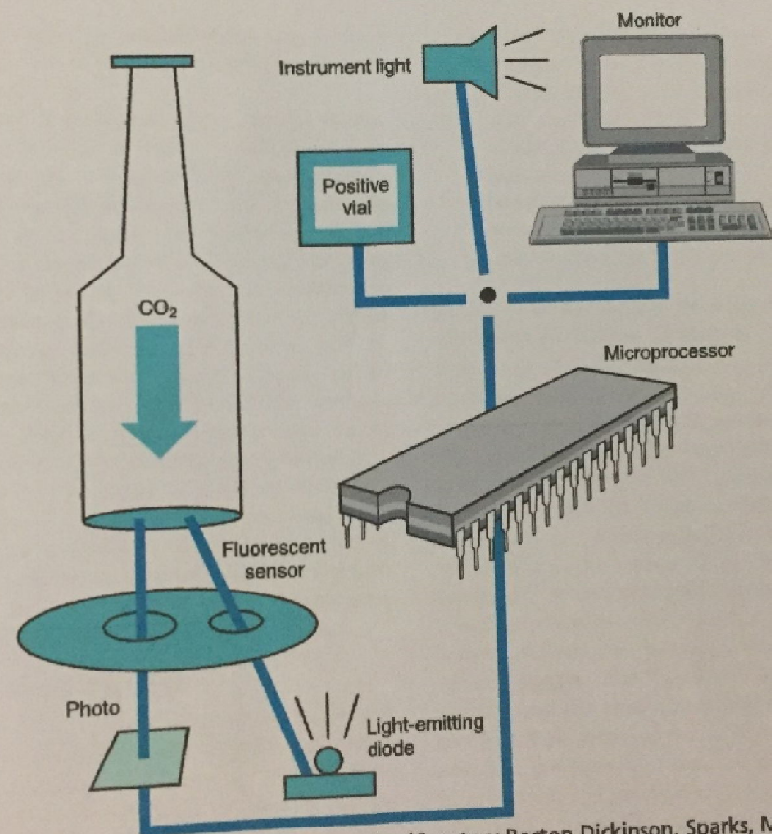 Monitor
Instrument light
Positive
vial
CO₂
Microprocessor
Fluorescent
sensor
Photo
Light-emitting
diode
Becton Dickinson, Sparks,